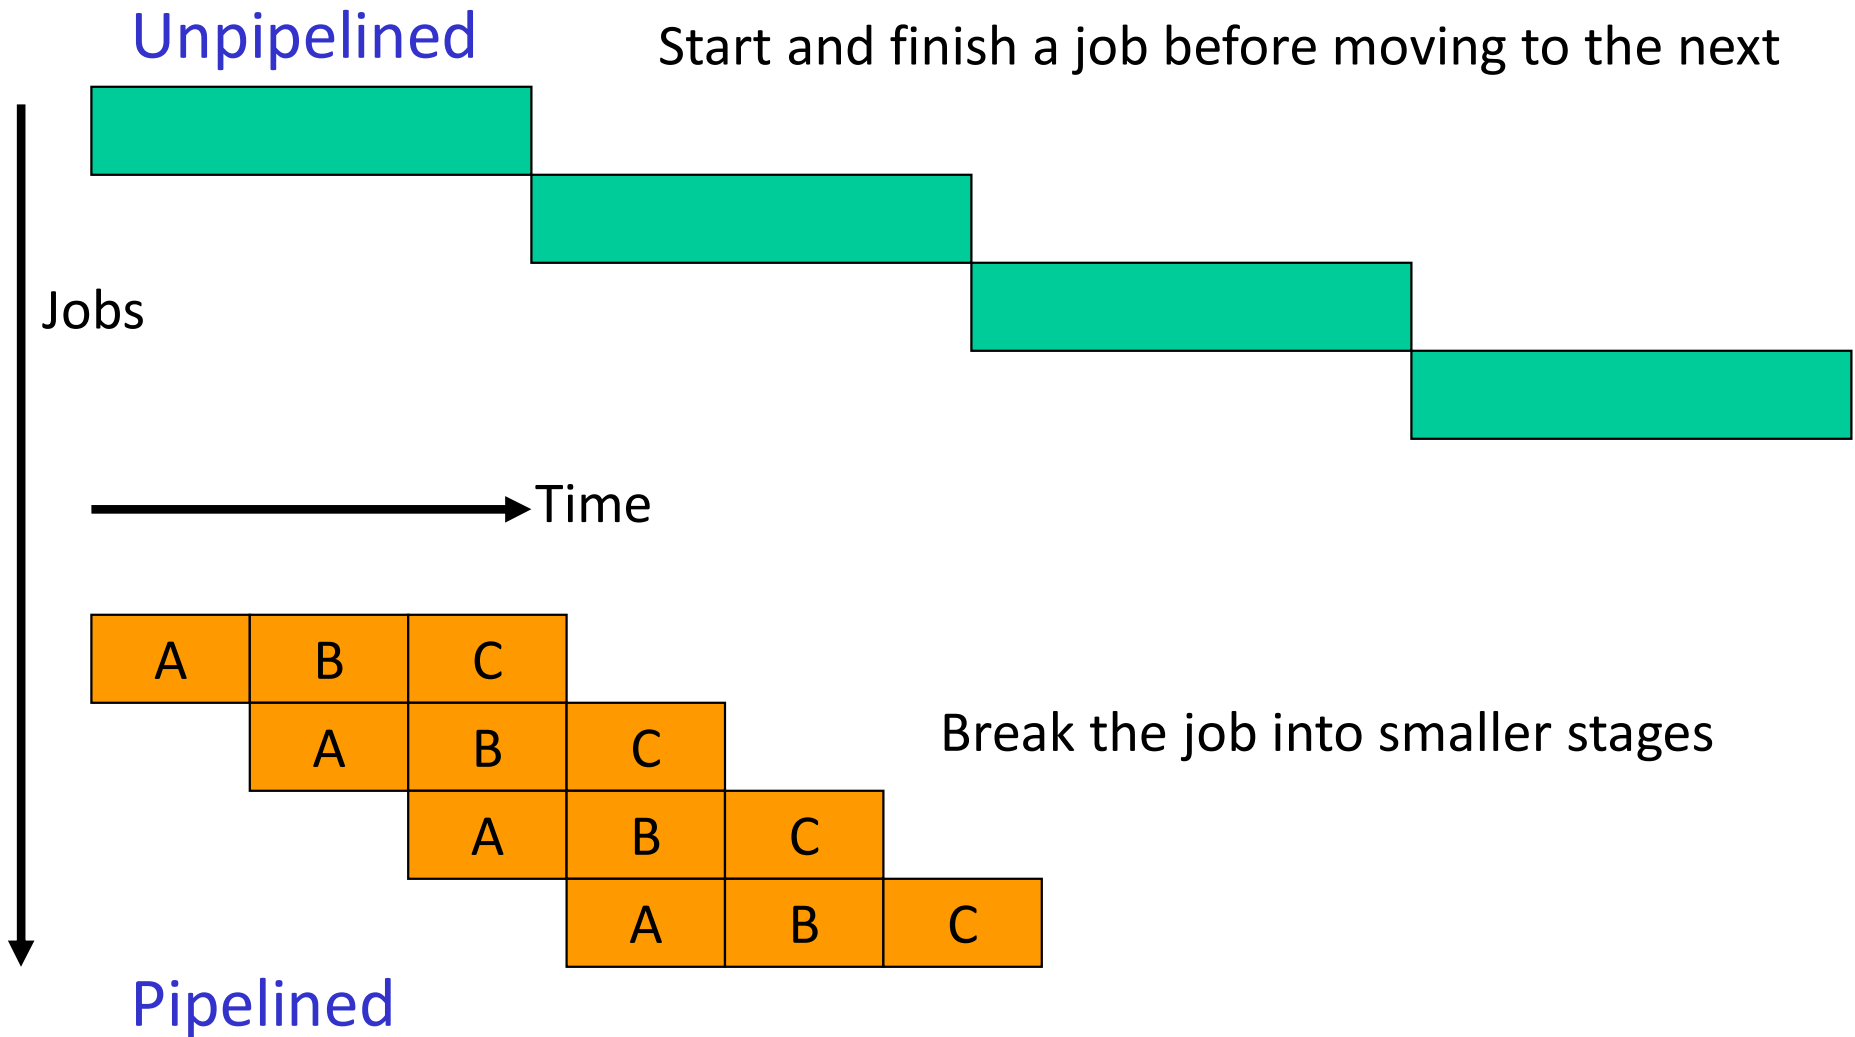 Unpipelined
Start and finish a job before moving to the next
Jobs
Time
A B C
A B C
Break the job into smaller stages
A B C
A B C
Pipelined